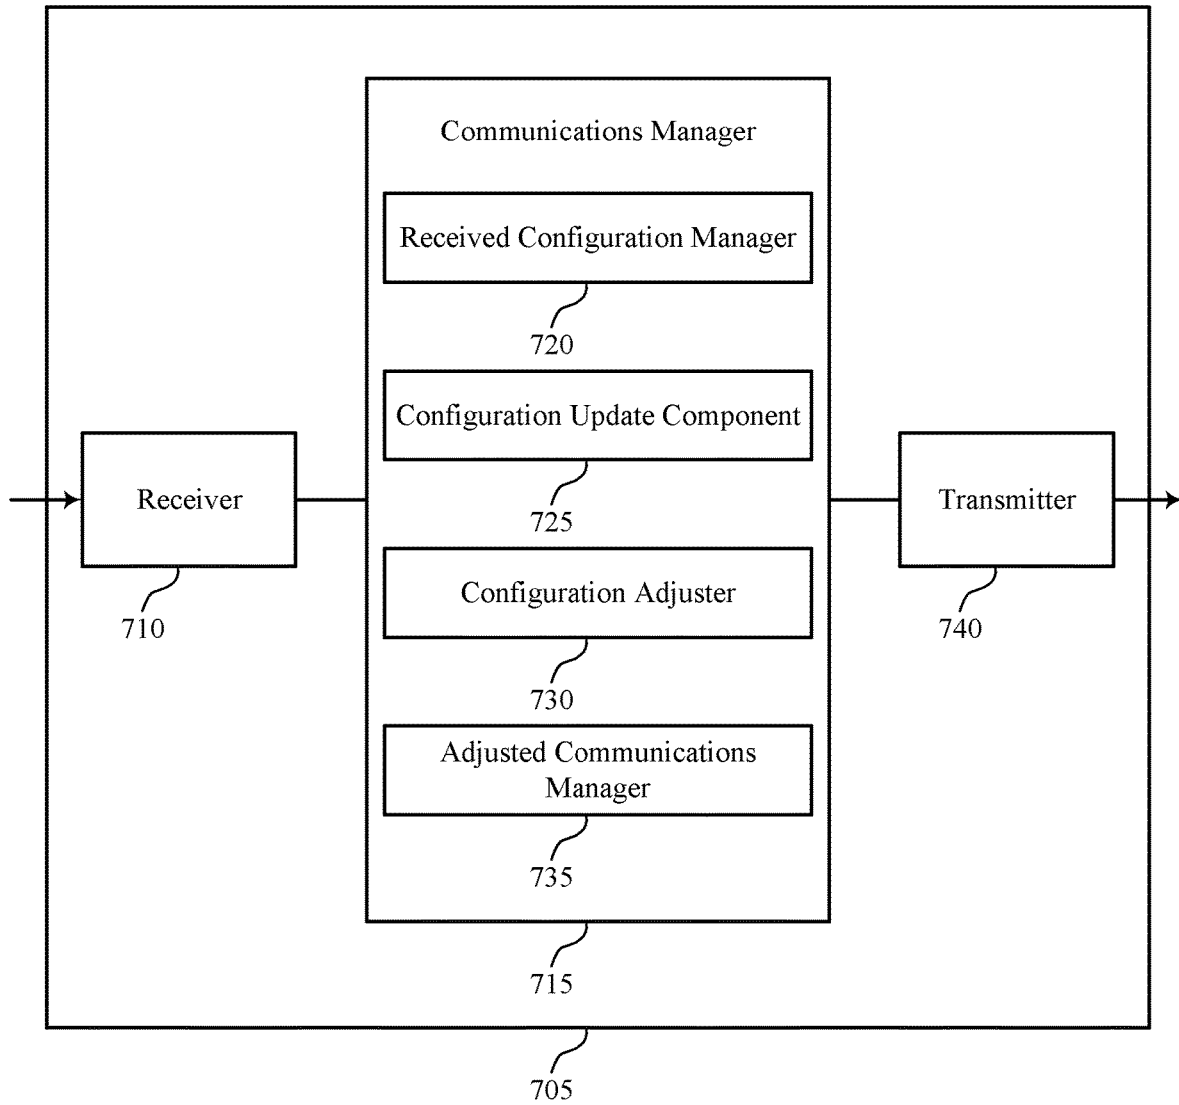 Communications Manager
Received Configuration Manager
720
Configuration Update Component
725
Receiver
710
Configuration Adjuster
730
Adjusted Communications
Manager
735
715
Transmitter
740
705